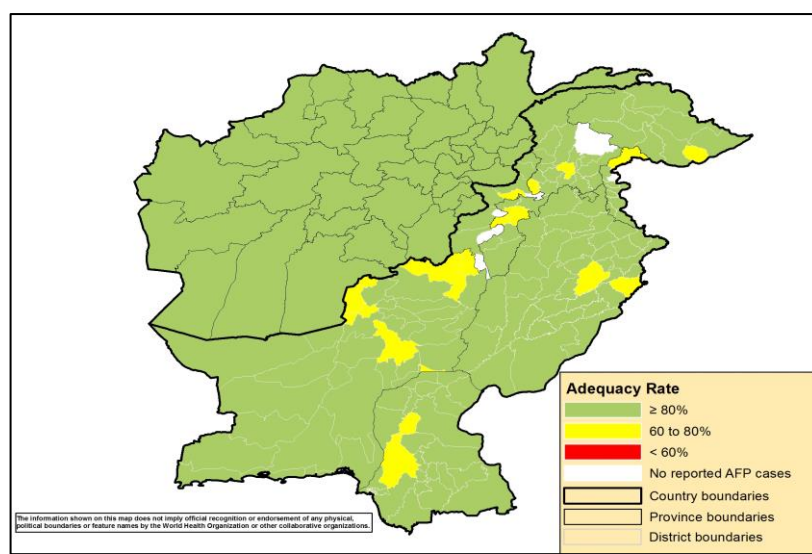 Adequacy Rate
≥ 80%
60 to 80%
< 60%
No reported AFP cases
Country boundaries
Province boundaries
District boundaries
The information shown on this map does not imply official recognition or endorsement of any physical,
political boundaries or feature names by the World Health Organization or other collaborative organizations.